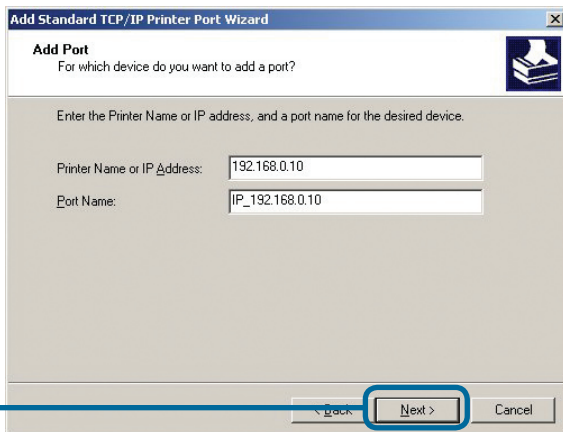 Add Standard TCP/IP Printer Port Wizard
Add Port
For which device do you want to add a port?
Enter the Printer Name or IP address, and a port name for the desired device.
Printer Name or IP Address: 192.168.0.10
Port Name: IP_192.168.0.10
< Back Next > Cancel